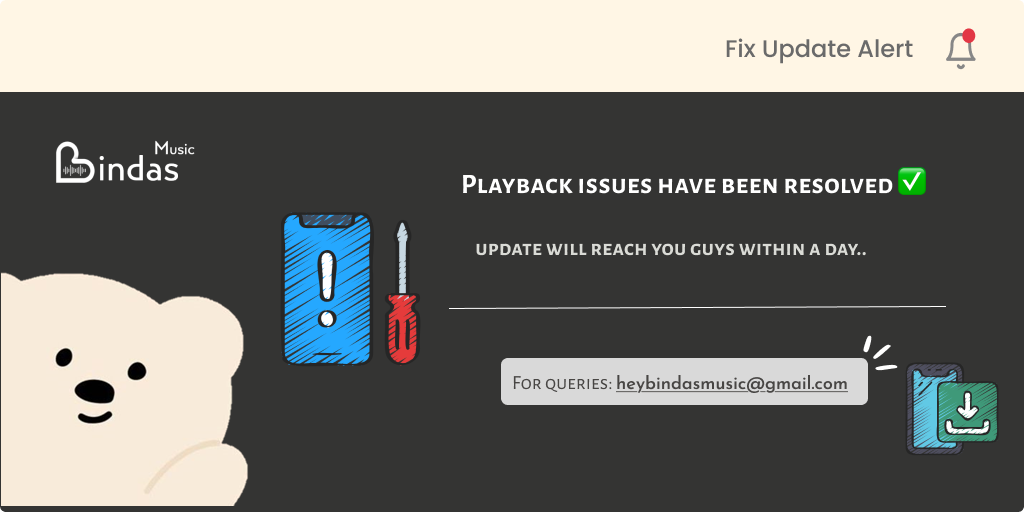 Fix Update Alert
Bindas Music
Playback issues have been resolved ✅
update will reach you guys within a day..
For queries: heybindasmusic@gmail.com